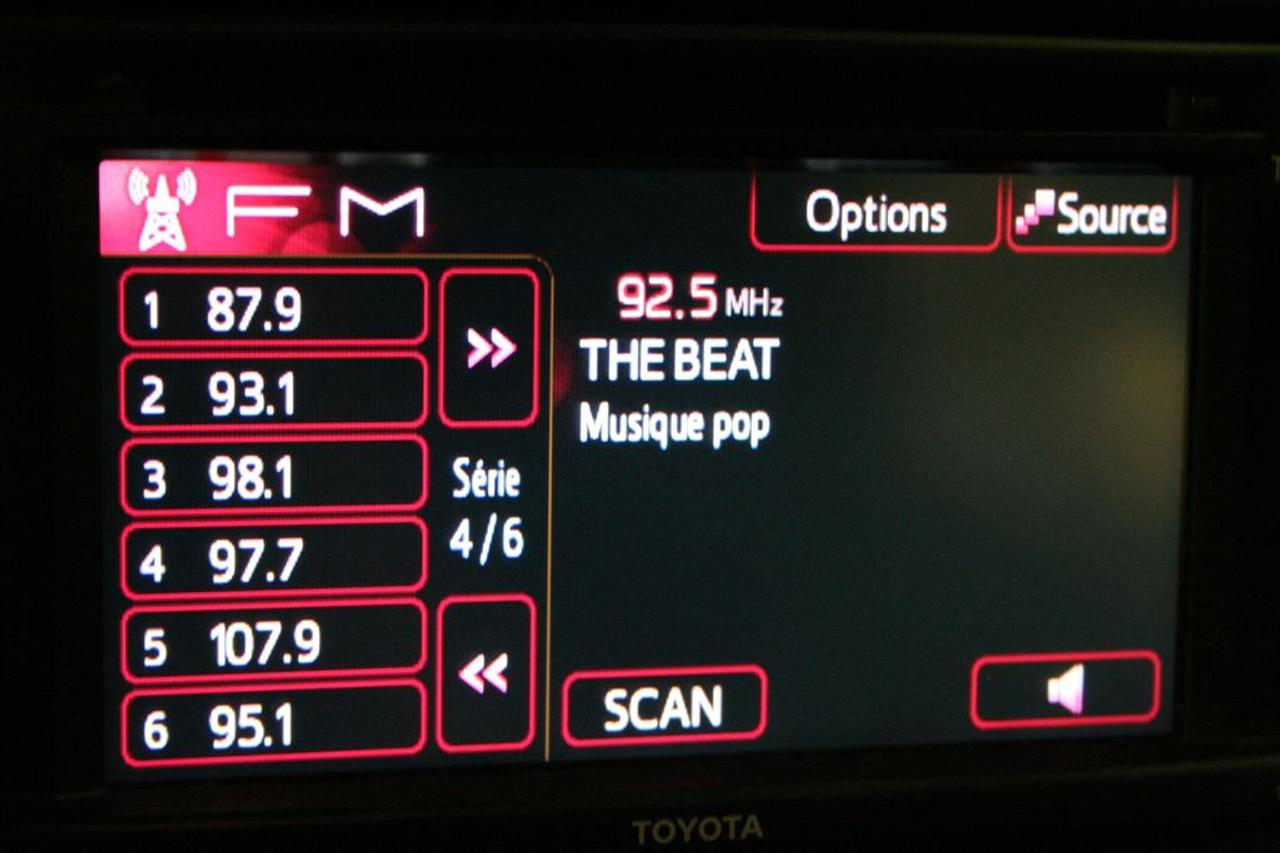 FM
Options
Source
1 87.9
2 93.1
3 98.1
4 97.7
5 107.9
6 95.1
>>
Série
4/6
<<
92.5 MHz
THE BEAT
Musique pop
SCAN
TOYOTA